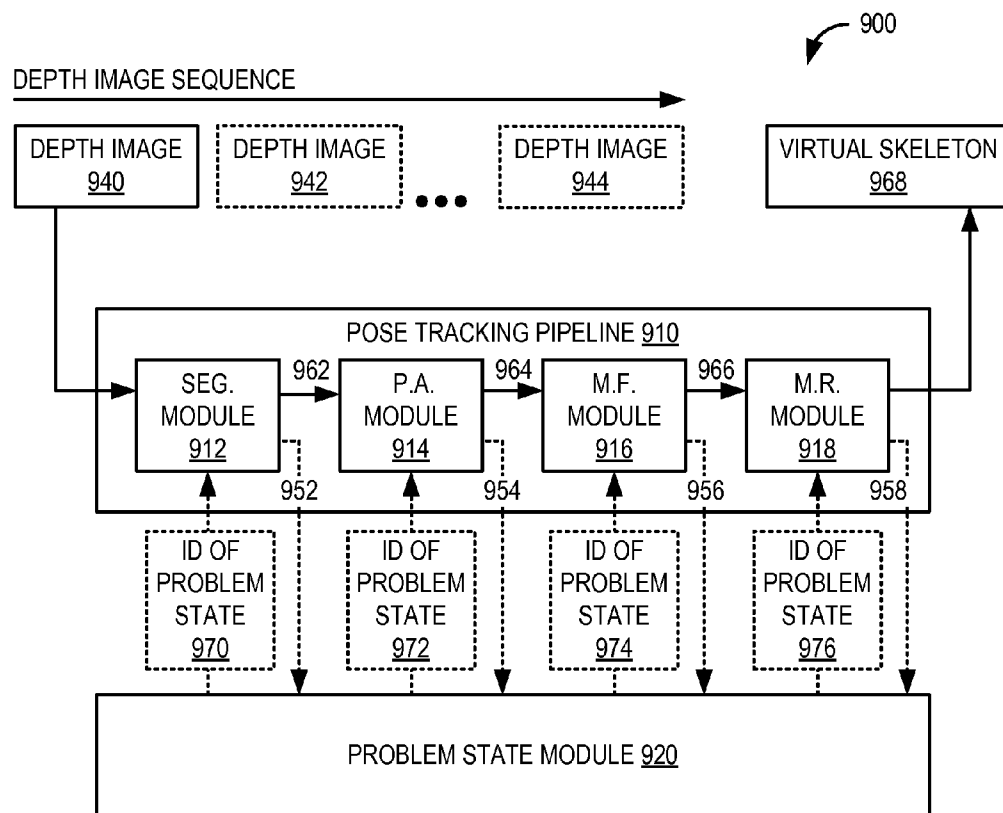 900
DEPTH IMAGE SEQUENCE
DEPTH IMAGE
940
DEPTH IMAGE
942
DEPTH IMAGE
944
VIRTUAL SKELETON
968
POSE TRACKING PIPELINE 910
SEG.
MODULE
912
962
P.A.
MODULE
914
964
M.F.
MODULE
916
966
M.R.
MODULE
918
952
954
956
958
ID OF
PROBLEM
STATE
970
ID OF
PROBLEM
STATE
972
ID OF
PROBLEM
STATE
974
ID OF
PROBLEM
STATE
976
PROBLEM STATE MODULE 920